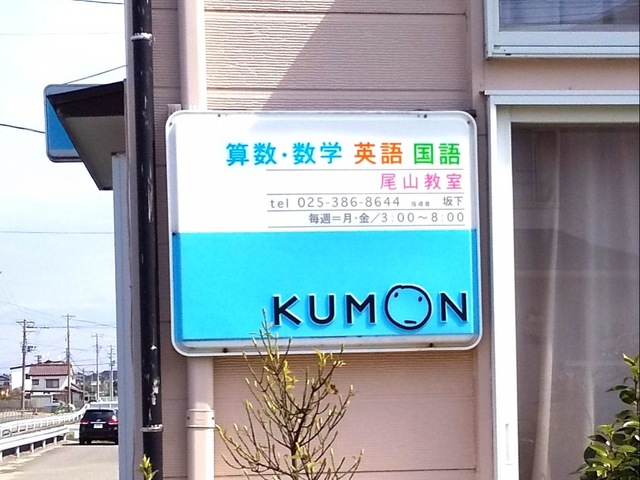 算数・数学 英語 国語
尾山教室
tel 025-386-8644 指導者 坂下
毎週＝月・金／3:00～8:00
KUMON